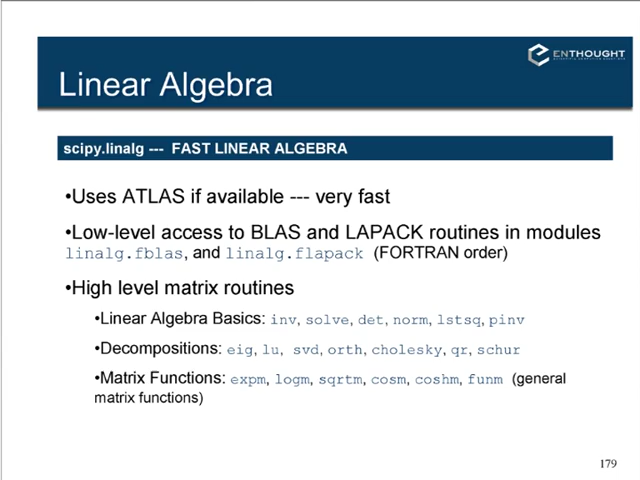 ENTHOUGHT
SCIENTIFIC COMPUTING SOLUTIONS
Linear Algebra
scipy.linalg --- FAST LINEAR ALGEBRA
•Uses ATLAS if available --- very fast
•Low-level access to BLAS and LAPACK routines in modules
linalg.fblas, and linalg.flapack (FORTRAN order)
•High level matrix routines
•Linear Algebra Basics: inv, solve, det, norm, lstsq, pinv
•Decompositions: eig, lu, svd, orth, cholesky, qr, schur
•Matrix Functions: expm, logm, sqrtm, cosm, coshm, funm (general
matrix functions)
179